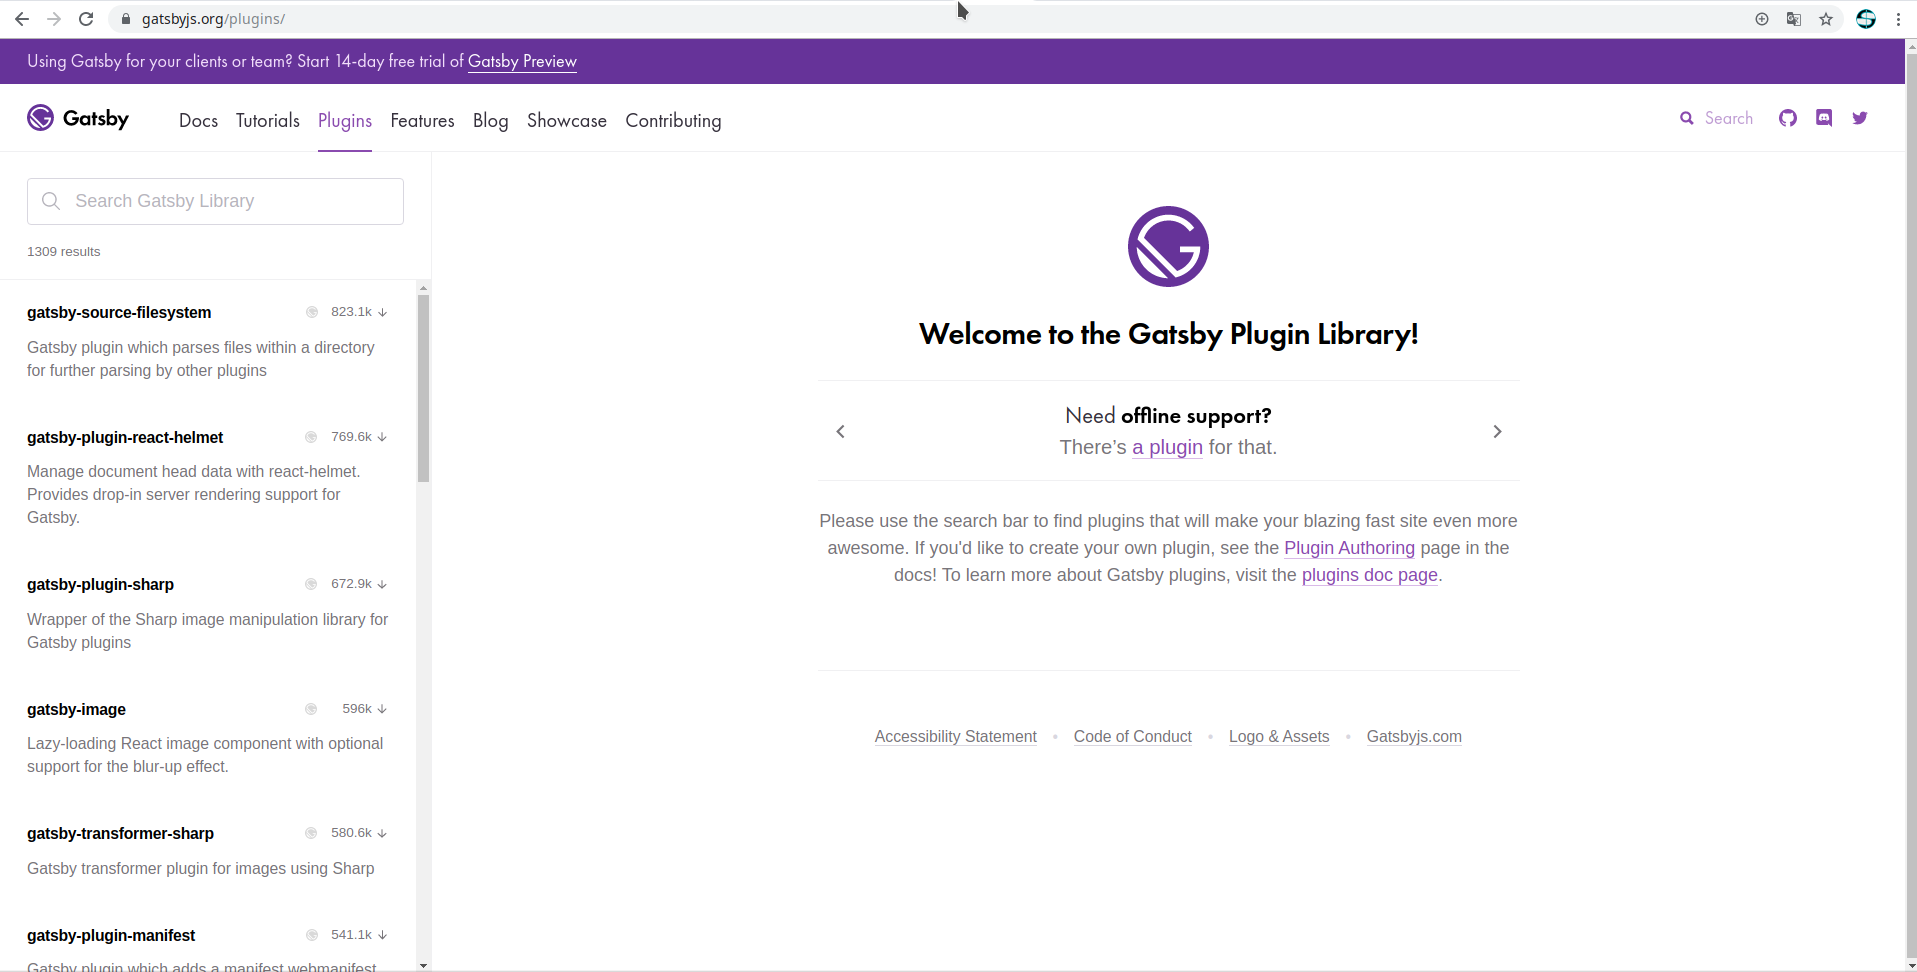 gatsbyjs.org/plugins/
Using Gatsby for your clients or team? Start 14-day free trial of Gatsby Preview
Gatsby Docs Tutorials Plugins Features Blog Showcase Contributing Search
Search Gatsby Library
1309 results
gatsby-source-filesystem 823.1k
Gatsby plugin which parses files within a directory
for further parsing by other plugins
gatsby-plugin-react-helmet 769.6k
Manage document head data with react-helmet.
Provides drop-in server rendering support for
Gatsby.
gatsby-plugin-sharp 672.9k
Wrapper of the Sharp image manipulation library for
Gatsby plugins
gatsby-image 596k
Lazy-loading React image component with optional
support for the blur-up effect.
gatsby-transformer-sharp 580.6k
Gatsby transformer plugin for images using Sharp
gatsby-plugin-manifest 541.1k
Gatsby plugin which adds a manifest.webmanifest
Welcome to the Gatsby Plugin Library!
Need offline support?
There’s a plugin for that.
Please use the search bar to find plugins that will make your blazing fast site even more
awesome. If you'd like to create your own plugin, see the Plugin Authoring page in the
docs! To learn more about Gatsby plugins, visit the plugins doc page.
Accessibility Statement • Code of Conduct • Logo & Assets • Gatsbyjs.com